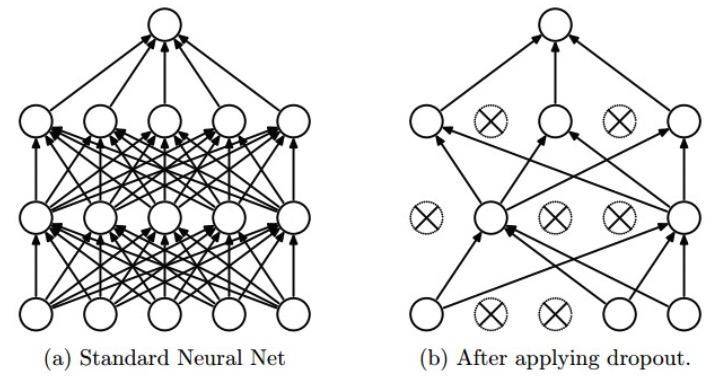 (a) Standard Neural Net
(b) After applying dropout.